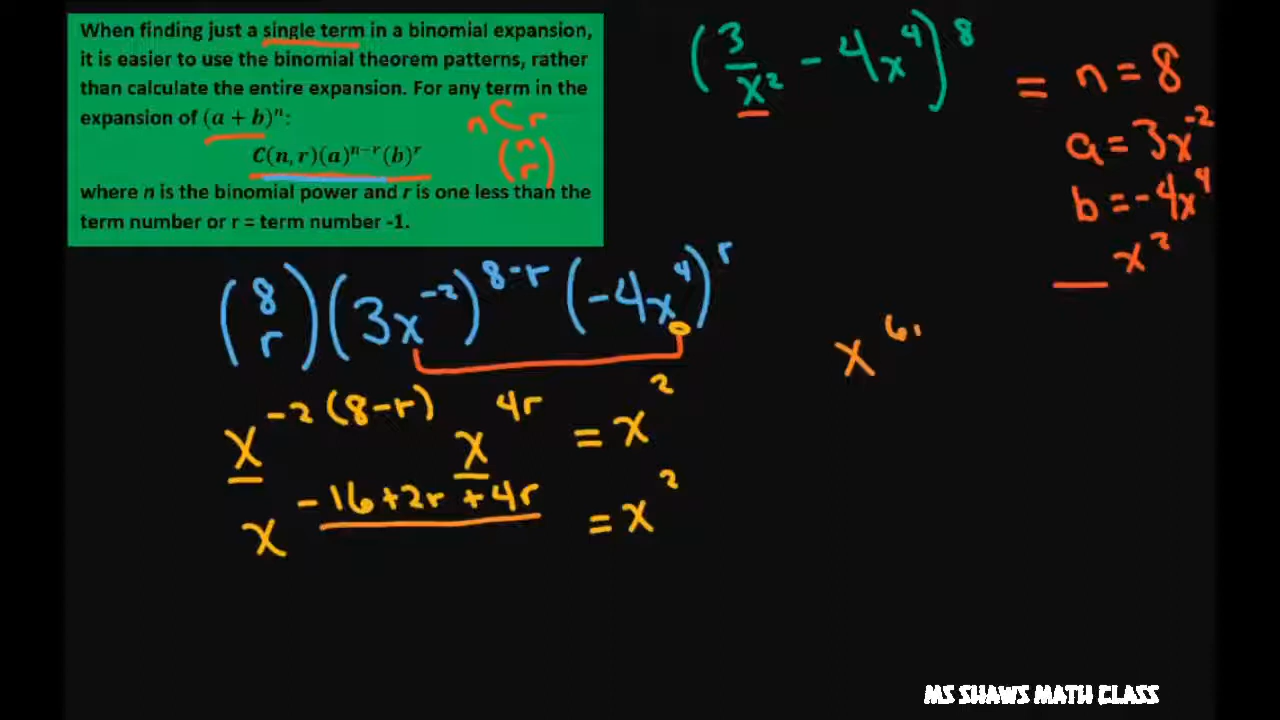 When finding just a single term in a binomial expansion,
it is easier to use the binomial theorem patterns, rather
than calculate the entire expansion. For any term in the
expansion of (a + b)ⁿ:
C(n, r)(a)ⁿ⁻ʳ(b)ʳ
where n is the binomial power and r is one less than the
term number or r = term number -1.
nCr
(n r)
(3/x² - 4x⁴)⁸
= n = 8
a = 3x⁻²
b = -4x⁴
__ x²
(8 r)(3x⁻²)⁸⁻ʳ(-4x⁴)ʳ
x^-2(8-r) x^4r = x²
x^-16+2r+4r = x²
x^6
MS SHAWS MATH CLASS